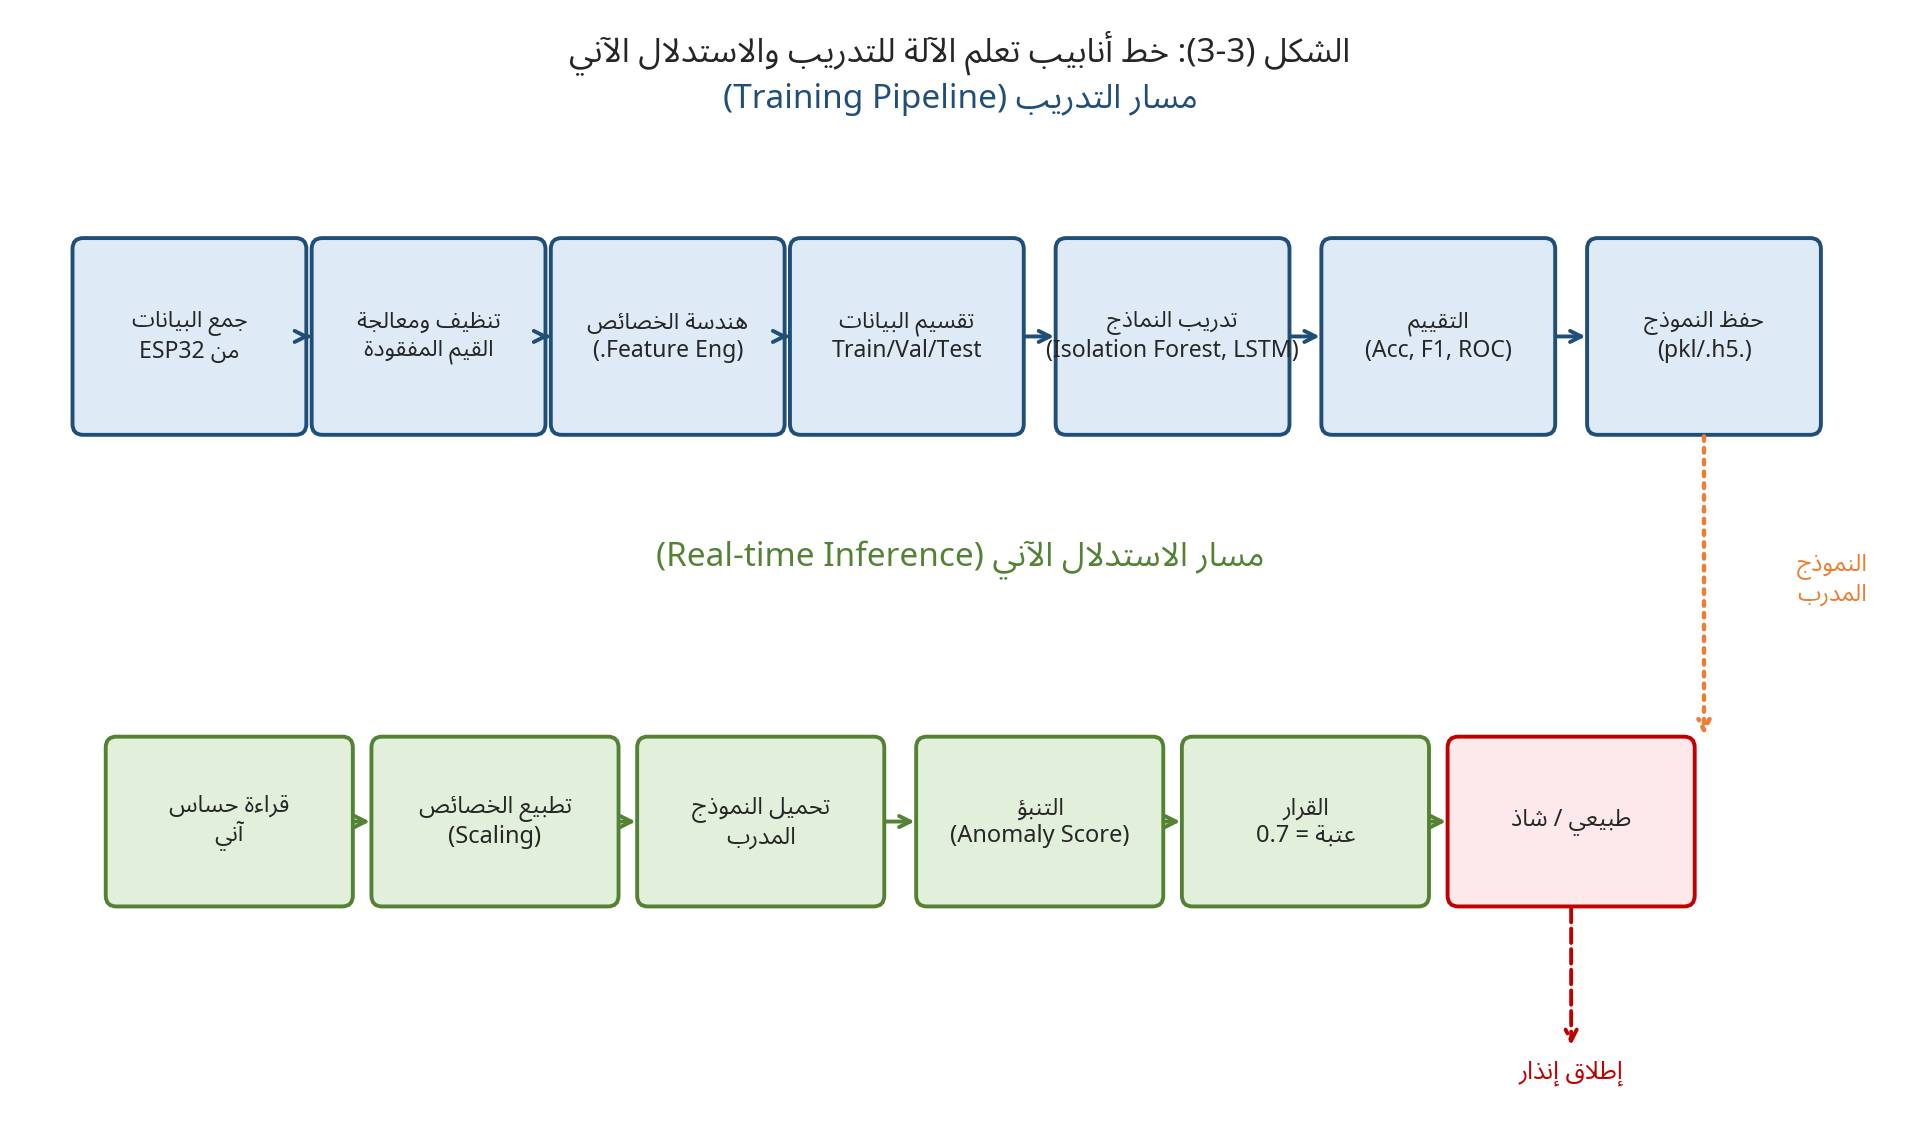 الشكل (3-3): خط أنابيب تعلم الآلة للتدريب والاستدلال الآني
مسار التدريب (Training Pipeline)
جمع البيانات
من ESP32
تنظيف ومعالجة
القيم المفقودة
هندسة الخصائص
(Feature Eng.)
تقسيم البيانات
Train/Val/Test
تدريب النماذج
(Isolation Forest, LSTM)
التقييم
(Acc, F1, ROC)
حفظ النموذج
(.pkl/.h5)
مسار الاستدلال الآني (Real-time Inference)
النموذج
المدرب
قراءة حساس
آني
تطبيع الخصائص
(Scaling)
تحميل النموذج
المدرب
التنبؤ
(Anomaly Score)
القرار
عتبة = 0.7
طبيعي / شاذ
إطلاق إنذار